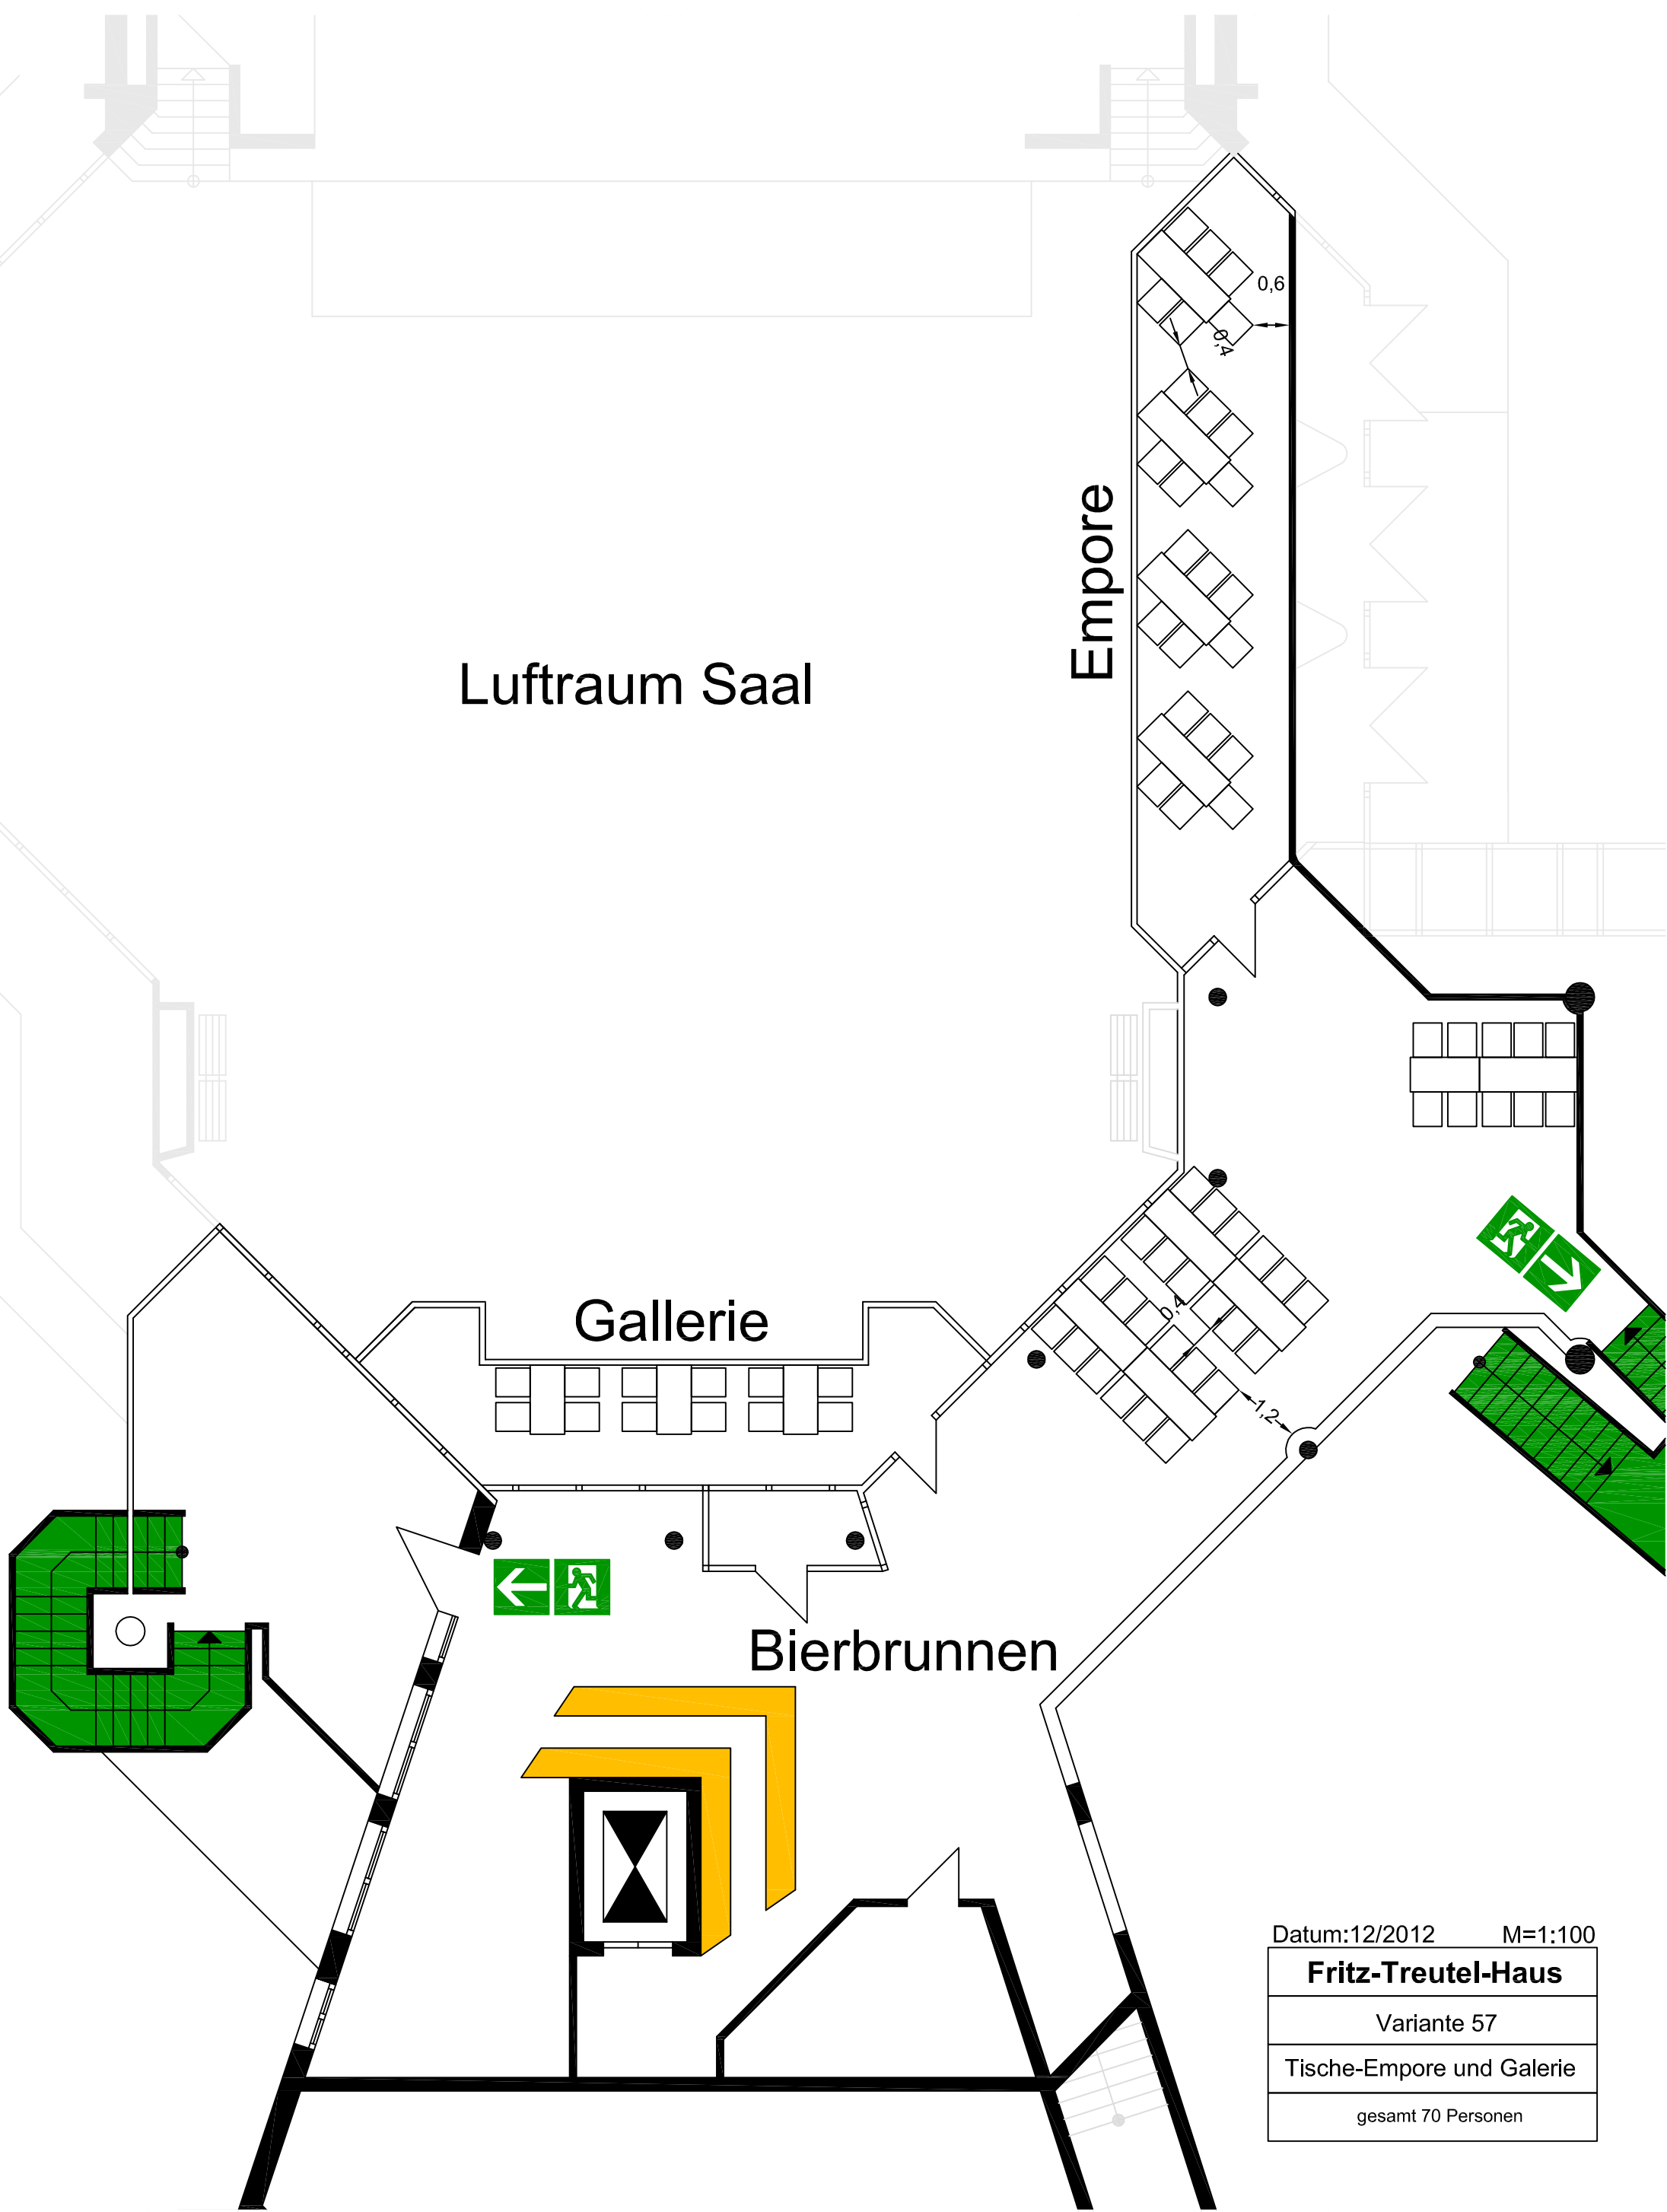 0,6
0,4
Empore
Luftraum Saal
Gallerie
0,4
1,2
Bierbrunnen
Datum:12/2012 M=1:100
Fritz-Treutel-Haus
Variante 57
Tische-Empore und Galerie
gesamt 70 Personen